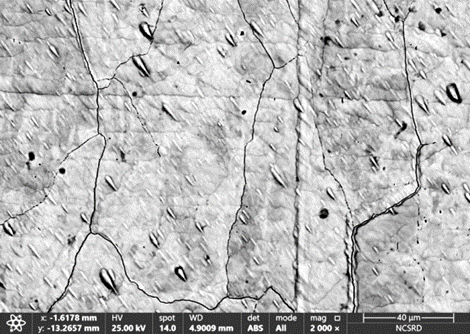 x: -1.6178 mm HV spot WD det mode mag 40 µm
y: -13.2657 mm 25.00 kV 14.0 4.9009 mm ABS All 2 000 × NCSRD